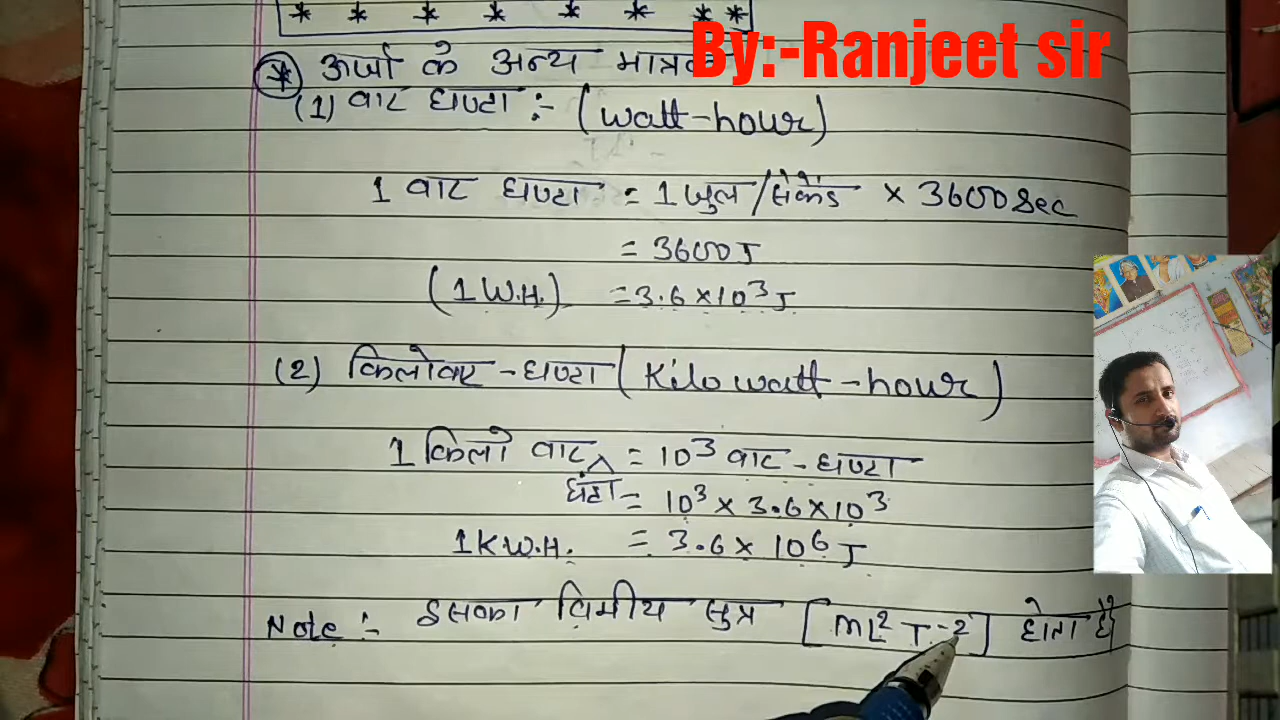 * * * * * * * *
By:-Ranjeet sir
* ऊर्जा के अन्य मात्रक
(1) वाट घण्टा :- (watt-hour)
1 वाट घण्टा = 1 जुल/सेकेंड × 3600 Sec
= 3600 J
(1 W.H.) = 3.6 × 10³ J
(2) किलोवाट - घण्टा (Kilo watt - hour)
1 किलो वाट घंटा = 10³ वाट - घण्टा
= 10³ × 3.6 × 10³
1 K.W.H. = 3.6 × 10⁶ J
Note :- इसका विमीय सुत्र [ML² T⁻²] होता है